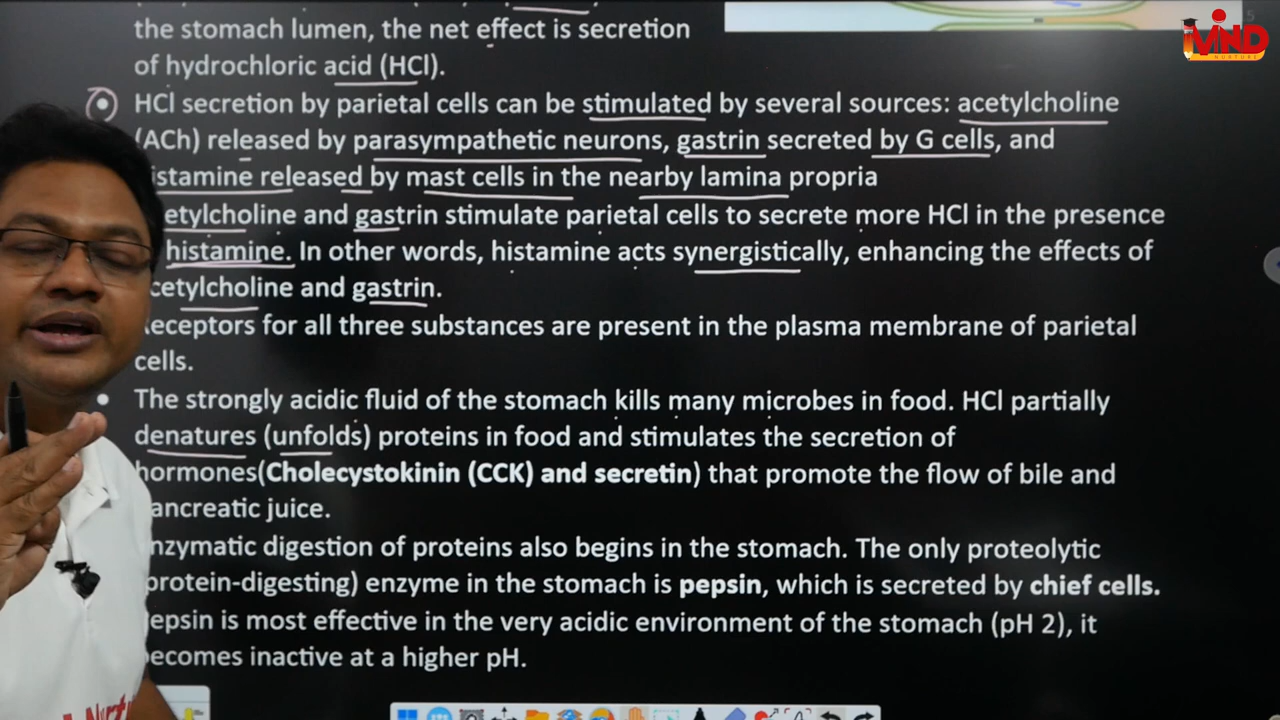 the stomach lumen, the net effect is secretion
of hydrochloric acid (HCl).
5
MIND
NURTURE
HCl secretion by parietal cells can be stimulated by several sources: acetylcholine
(ACh) released by parasympathetic neurons, gastrin secreted by G cells, and
istamine released by mast cells in the nearby lamina propria
etylcholine and gastrin stimulate parietal cells to secrete more HCl in the presence
histamine. In other words, histamine acts synergistically, enhancing the effects of
cetylcholine and gastrin.
eceptors for all three substances are present in the plasma membrane of parietal
cells.
• The strongly acidic fluid of the stomach kills many microbes in food. HCl partially
denatures (unfolds) proteins in food and stimulates the secretion of
hormones(Cholecystokinin (CCK) and secretin) that promote the flow of bile and
ancreatic juice.
nzymatic digestion of proteins also begins in the stomach. The only proteolytic
protein-digesting) enzyme in the stomach is pepsin, which is secreted by chief cells.
epsin is most effective in the very acidic environment of the stomach (pH 2), it
ecomes inactive at a higher pH.